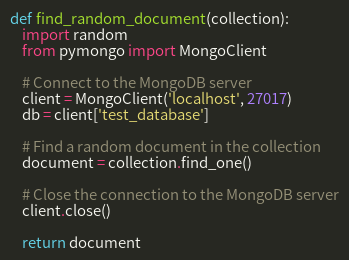 def find_random_document(collection):
    import random
    from pymongo import MongoClient

    # Connect to the MongoDB server
    client = MongoClient('localhost', 27017)
    db = client['test_database']

    # Find a random document in the collection
    document = collection.find_one()

    # Close the connection to the MongoDB server
    client.close()

    return document